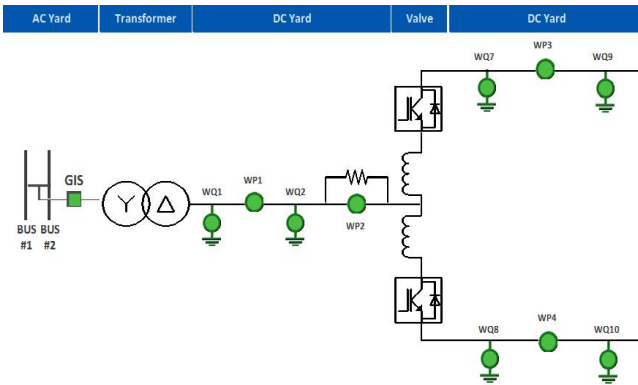 AC Yard
Transformer
DC Yard
Valve
DC Yard
WP3
WQ7
WQ9
GIS
WQ1
WP1
WQ2
WP2
BUS BUS
#1 #2
WQ8
WP4
WQ10